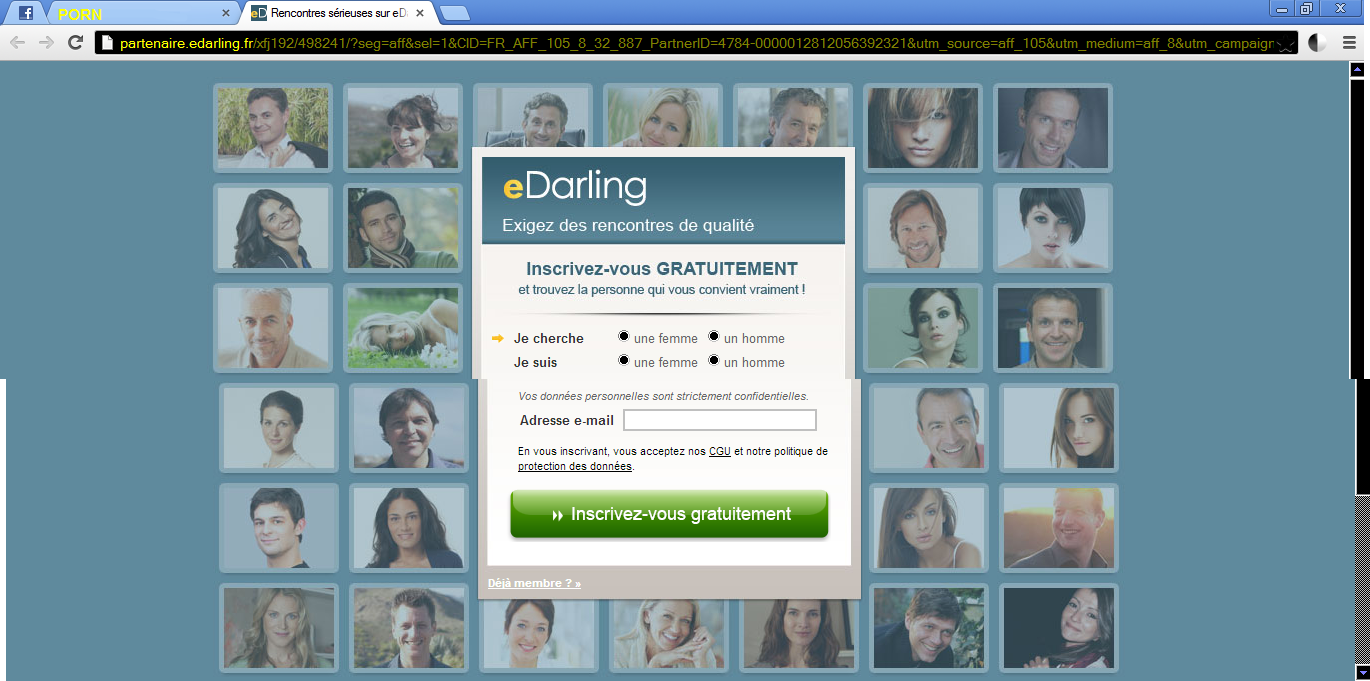 PORN
Rencontres sérieuses sur eDa
partenaire.edarling.fr/xfj192/498241/?seg=aff&sel=1&CID=FR_AFF_105_8_32_887_PartnerID=4784-0000012812056392321&utm_source=aff_105&utm_medium=aff_8&utm_campaign
eDarling
Exigez des rencontres de qualité
Inscrivez-vous GRATUITEMENT
et trouvez la personne qui vous convient vraiment !
Je cherche une femme un homme
Je suis une femme un homme
Vos données personnelles sont strictement confidentielles.
Adresse e-mail
En vous inscrivant, vous acceptez nos CGU et notre politique de
protection des données.
Inscrivez-vous gratuitement
Déjà membre ? »